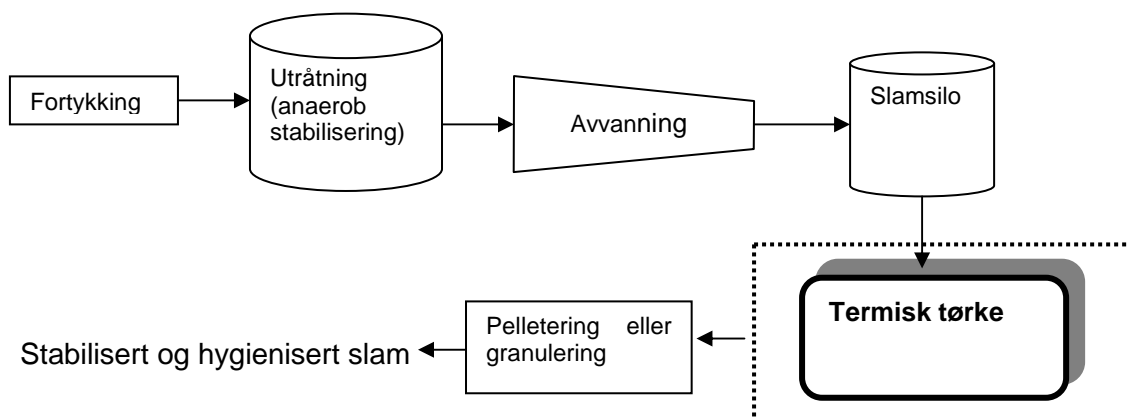 Fortykking
Utråtning
(anaerob
stabilisering)
Avvanning
Slamsilo
Termisk tørke
Pelletering eller
granulering
Stabilisert og hygienisert slam